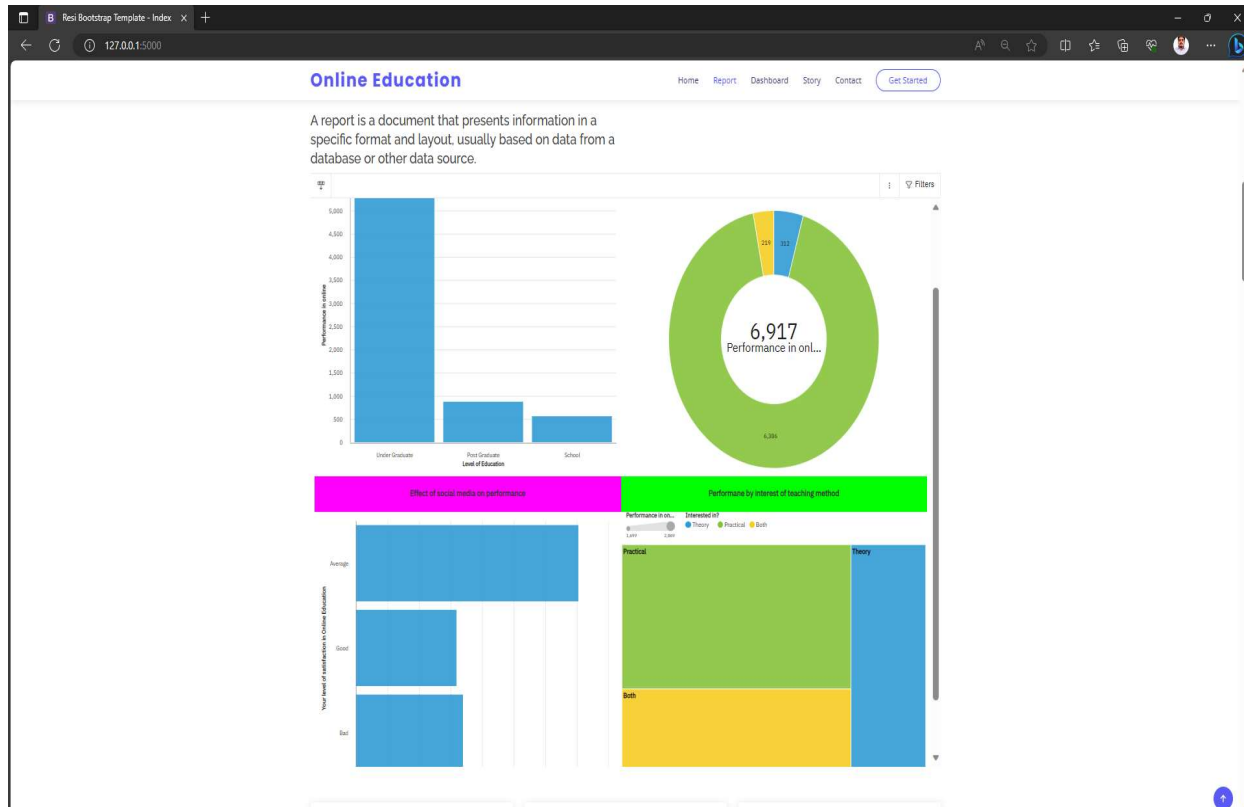 Resi Bootstrap Template - Index
127.0.0.1:5000
Online Education
Home Report Dashboard Story Contact Get Started
A report is a document that presents information in a
specific format and layout, usually based on data from a
database or other data source.
Filters
5,000
4,500
4,000
3,500
3,000
2,500
2,000
1,500
1,000
500
0
Performance in online
Under Graduate Post Graduate School
Level of Education
219 312
6,917
Performance in onl...
6,386
Effect of social media on performance
Performane by interest of teaching method
Your level of satisfaction in Online Education
Average
Good
Bad
Performance in on... Interested in?
Theory Practical Both
Practical
Theory
Both